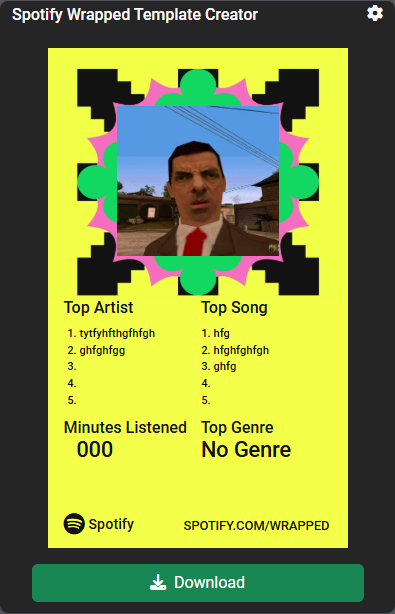 Spotify Wrapped Template Creator
Top Artist
1. tytfyhfthgfhfgh
2. ghfghfgg
3.
4.
5.
Top Song
1. hfg
2. hfghfghfgh
3. ghfg
4.
5.
Minutes Listened
000
Top Genre
No Genre
Spotify
SPOTIFY.COM/WRAPPED
Download